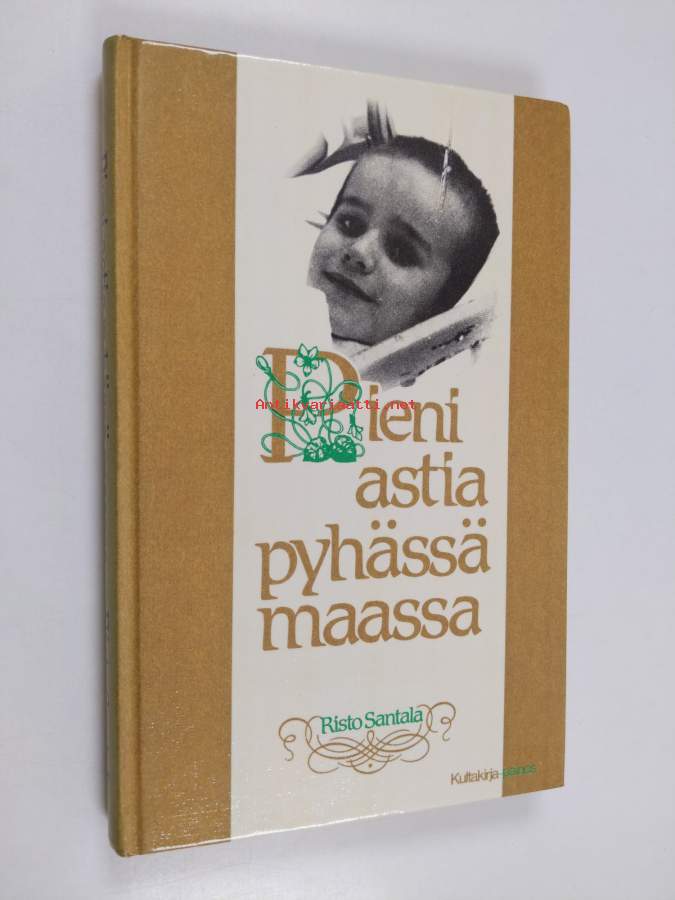 Pieni
Antikvariaatti.net
astia
pyhässä
maassa
Risto Santala
Kultakirja-painos